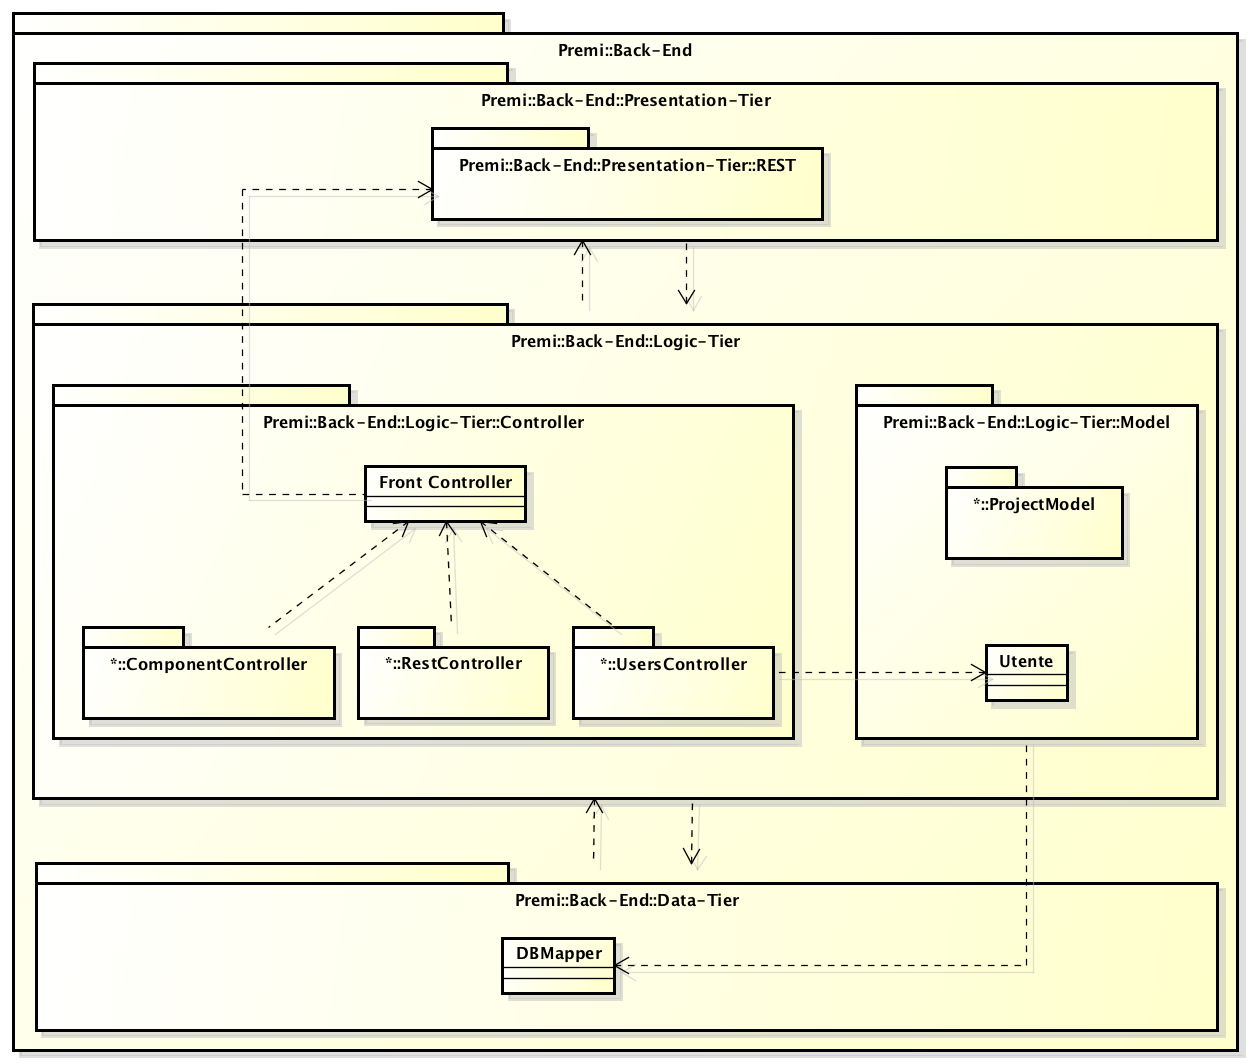 Premi::Back-End
Premi::Back-End::Presentation-Tier
Premi::Back-End::Presentation-Tier::REST
Premi::Back-End::Logic-Tier
Premi::Back-End::Logic-Tier::Controller
Premi::Back-End::Logic-Tier::Model
Front Controller
*::ProjectModel
*::ComponentController
*::RestController
*::UsersController
Utente
Premi::Back-End::Data-Tier
DBMapper